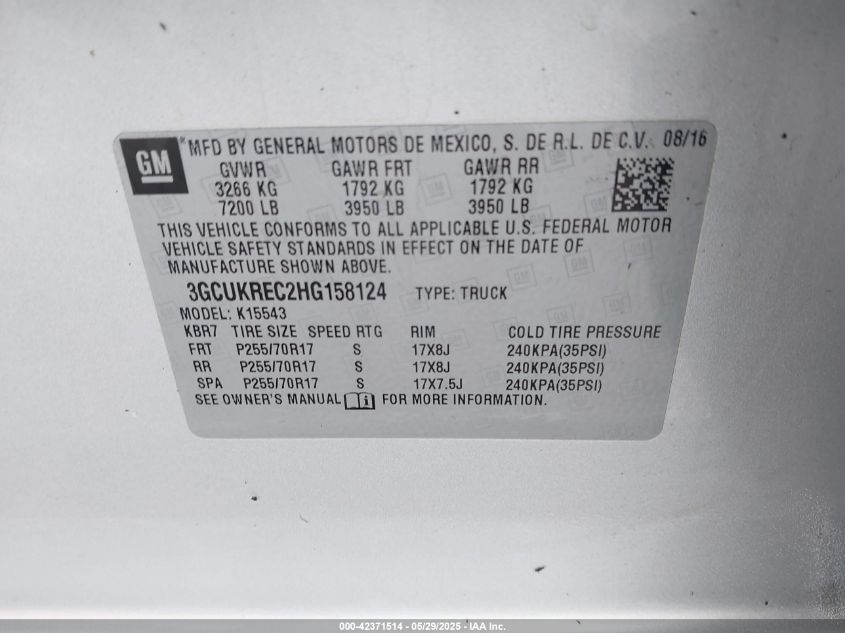 GM
*MFD BY GENERAL MOTORS DE MEXICO, S. DE R.L. DE C.V. 08/16
GVWR GAWR FRT GAWR RR
3266 KG 1792 KG 1792 KG
7200 LB 3950 LB 3950 LB
THIS VEHICLE CONFORMS TO ALL APPLICABLE U.S. FEDERAL MOTOR
VEHICLE SAFETY STANDARDS IN EFFECT ON THE DATE OF
MANUFACTURE SHOWN ABOVE.
3GCUKREC2HG158124 TYPE: TRUCK
MODEL: K15543
KBR7 TIRE SIZE SPEED RTG RIM COLD TIRE PRESSURE
FRT P255/70R17 S 17X8J 240KPA(35PSI)
RR P255/70R17 S 17X8J 240KPA(35PSI)
SPA P255/70R17 S 17X7.5J 240KPA(35PSI)
SEE OWNER'S MANUAL i FOR MORE INFORMATION.
000-42371514 - 05/29/2025 - IAA Inc.